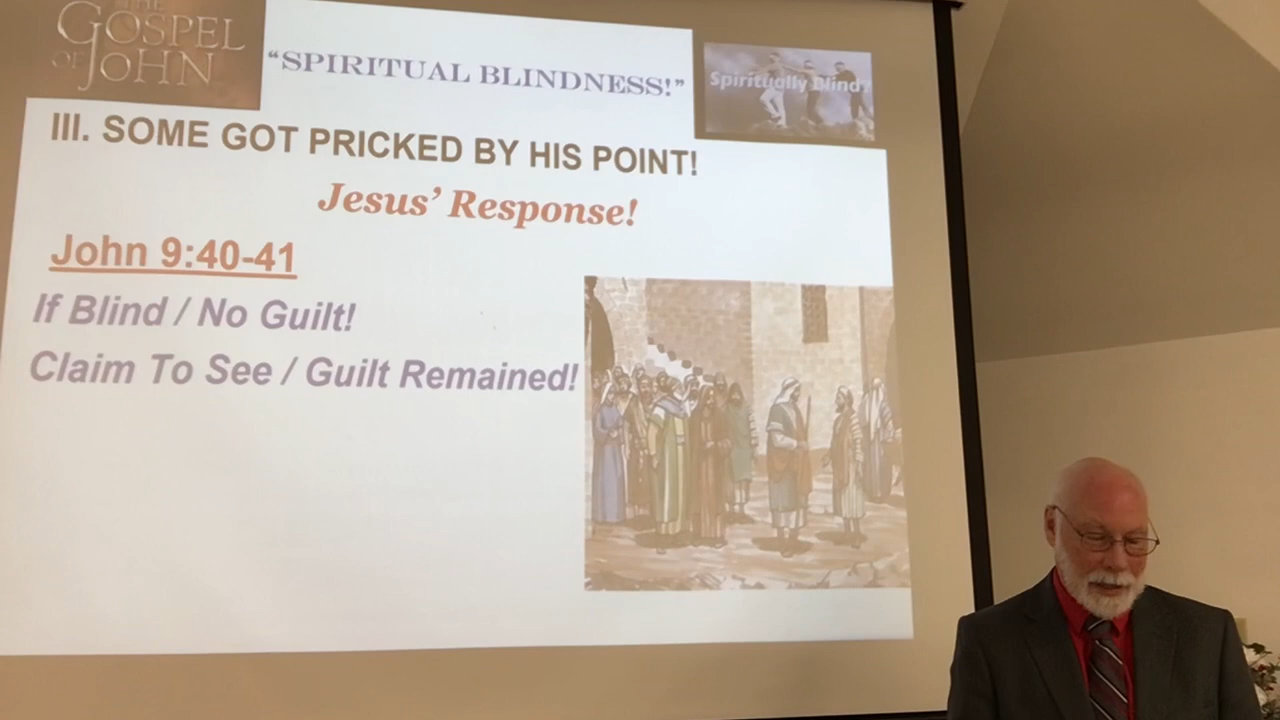 THE
GOSPEL
OF JOHN
“SPIRITUAL BLINDNESS!”
Spiritually Blind?
III. SOME GOT PRICKED BY HIS POINT!
Jesus’ Response!
John 9:40-41
If Blind / No Guilt!
Claim To See / Guilt Remained!